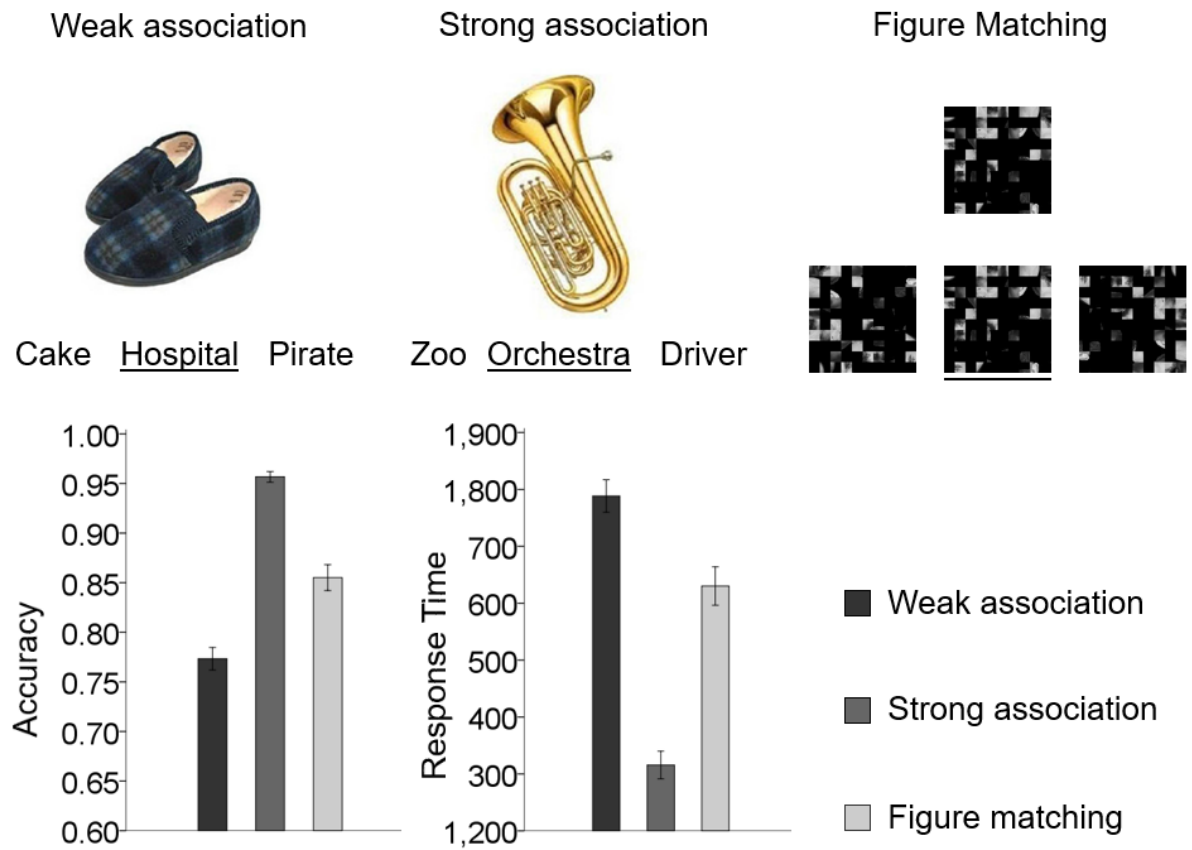 Weak association
Strong association
Figure Matching
Cake Hospital Pirate
Zoo Orchestra Driver
Accuracy
1.00
0.95
0.90
0.85
0.80
0.75
0.70
0.65
0.60
Response Time
1,900
1,800
700
600
500
400
300
1,200
Weak association
Strong association
Figure matching